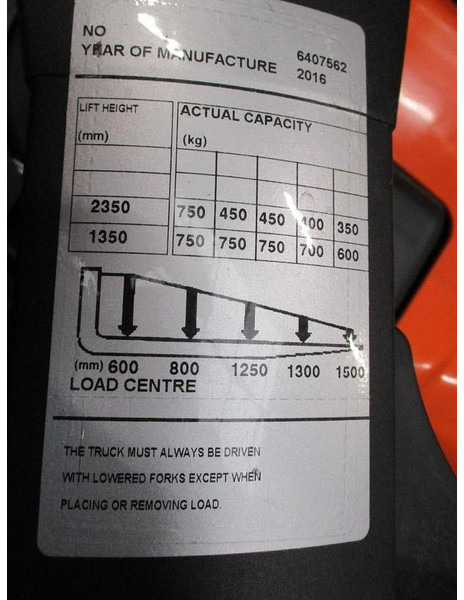 NO 6407562
YEAR OF MANUFACTURE 2016
LIFT HEIGHT ACTUAL CAPACITY
(mm) (kg)
2350 750 450 450 400 350
1350 750 750 750 700 600
(mm) 600 800 1250 1300 1500
LOAD CENTRE
THE TRUCK MUST ALWAYS BE DRIVEN
WITH LOWERED FORKS EXCEPT WHEN
PLACING OR REMOVING LOAD.